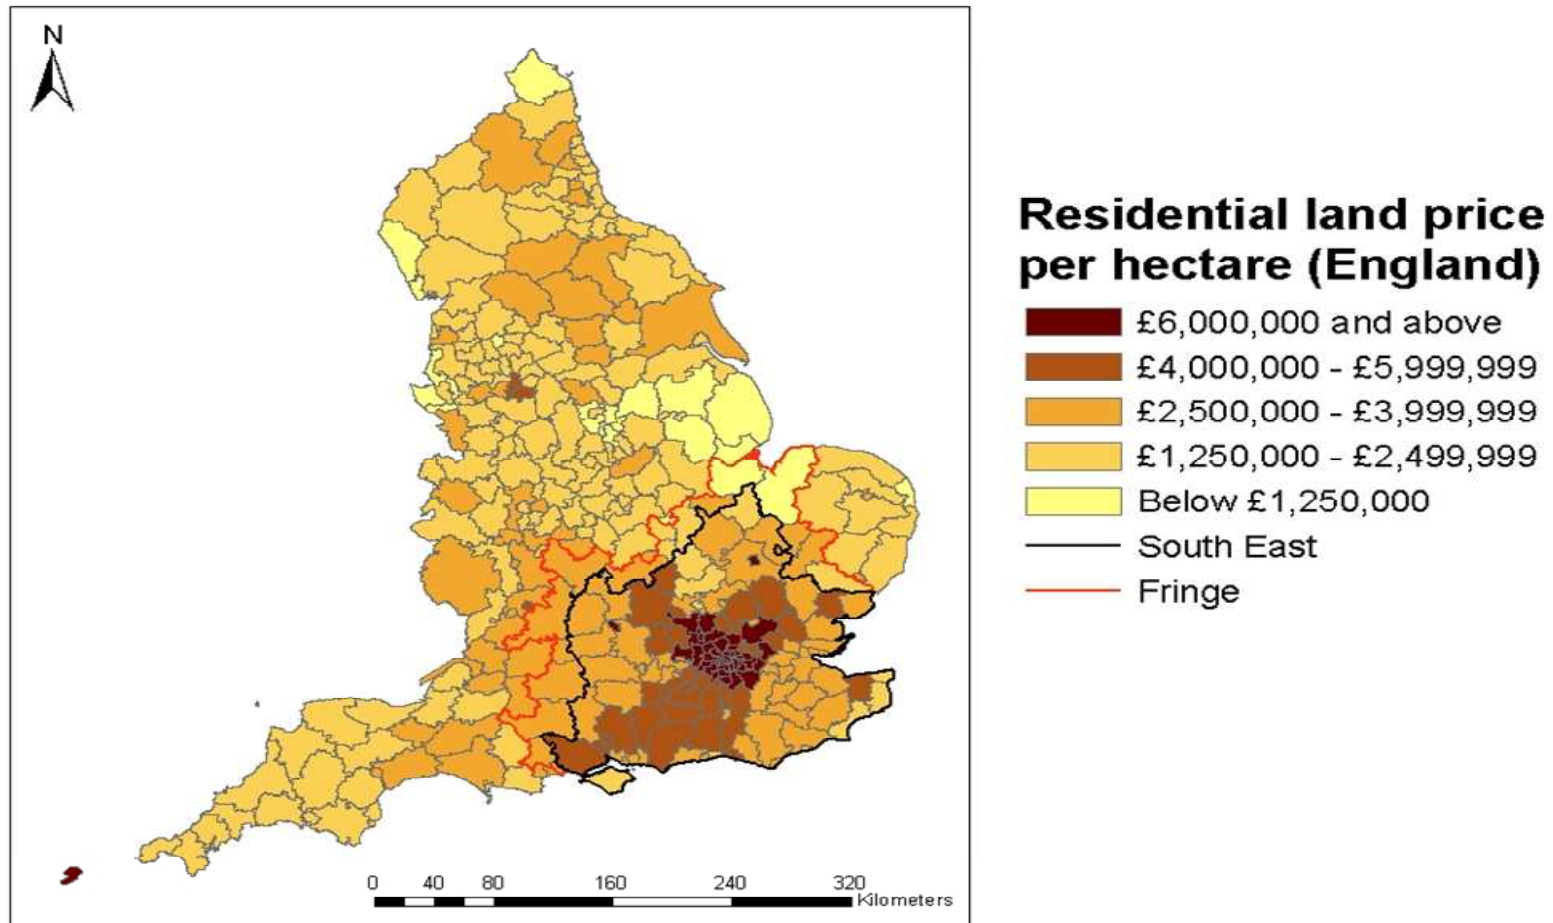 N
Residential land price
per hectare (England)
£6,000,000 and above
£4,000,000 - £5,999,999
£2,500,000 - £3,999,999
£1,250,000 - £2,499,999
Below £1,250,000
South East
Fringe
0 40 80 160 240 320
Kilometers